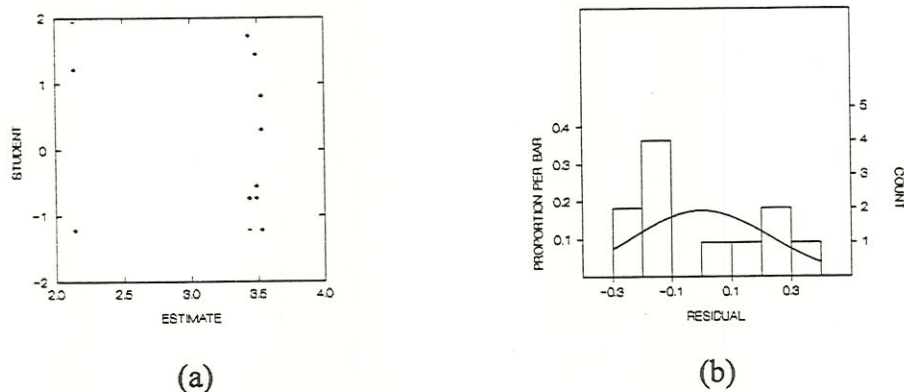 2
1
0
-1
-2
STUDENT
2.0 2.5 3.0 3.5 4.0
ESTIMATE
(a)
0.4
0.3
0.2
0.1
PROPORTION PER BAR
5
4
3
2
1
COUNT
-0.3 -0.1 0.1 0.3
RESIDUAL
(b)